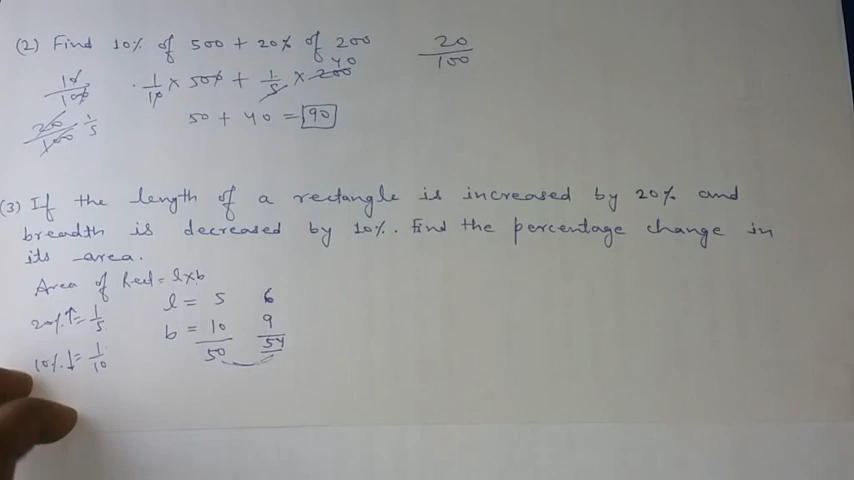 (2) Find 10% of 500 + 20% of 200
20/100
10/100 1/10 × 500 + 1/5 × 200 40
20/100 1/5 50 + 40 = 90
(3) If the length of a rectangle is increased by 20% and
breadth is decreased by 10%. Find the percentage change in
its area.
Area of Rect = l×b
l = 5 6
20%↑ = 1/5
b = 10 9
50 54
10%↓ = 1/10